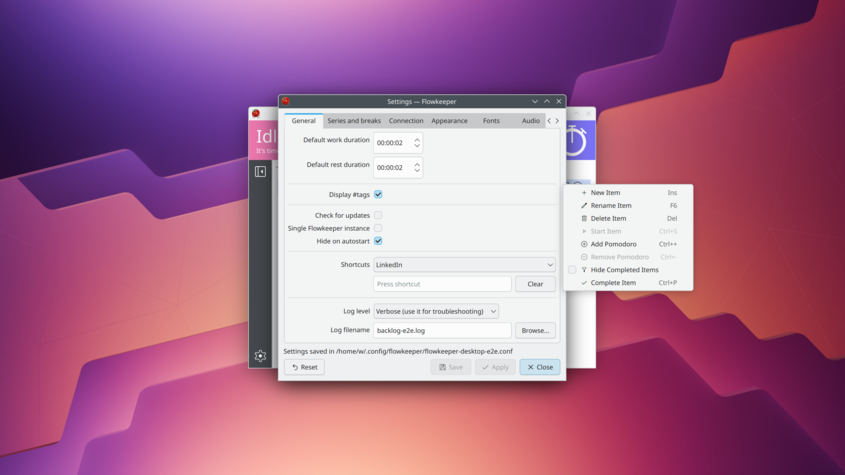 Settings — Flowkeeper
General Series and breaks Connection Appearance Fonts Audio
Idl
It's time
Default work duration 00:00:02
Default rest duration 00:00:02
Display #tags
Check for updates
Single Flowkeeper instance
Hide on autostart
Shortcuts LinkedIn
Press shortcut Clear
Log level Verbose (use it for troubleshooting)
Log filename backlog-e2e.log Browse...
Settings saved in /home/w/.config/flowkeeper/flowkeeper-desktop-e2e.conf
Reset Save Apply Close
New Item Ins
Rename Item F6
Delete Item Del
Start Item Ctrl+S
Add Pomodoro Ctrl++
Remove Pomodoro Ctrl+-
Hide Completed Items
Complete Item Ctrl+P